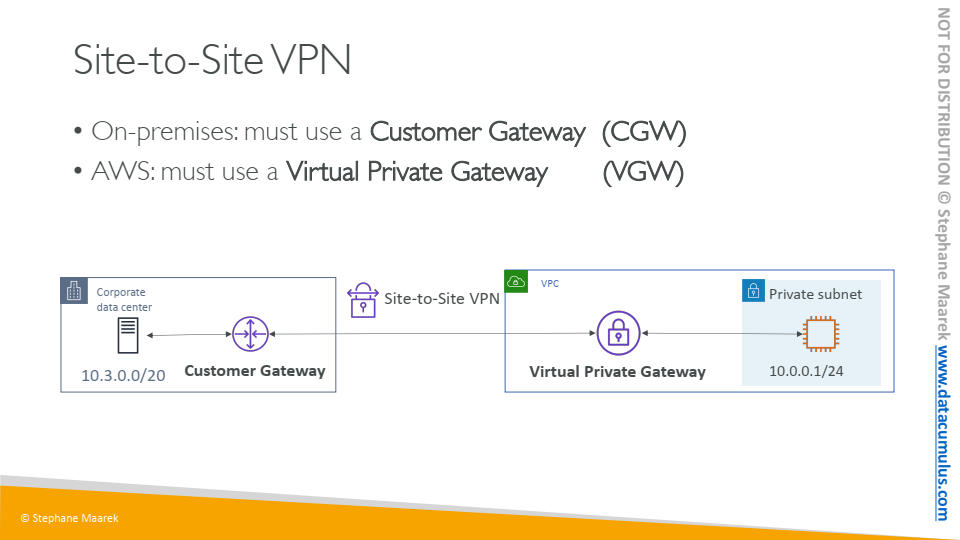 Site-to-Site VPN
• On-premises: must use a Customer Gateway (CGW)
• AWS: must use a Virtual Private Gateway (VGW)
Corporate
data center
10.3.0.0/20
Customer Gateway
Site-to-Site VPN
VPC
Virtual Private Gateway
Private subnet
10.0.0.1/24
© Stephane Maarek
NOT FOR DISTRIBUTION © Stephane Maarek www.datacumulus.com